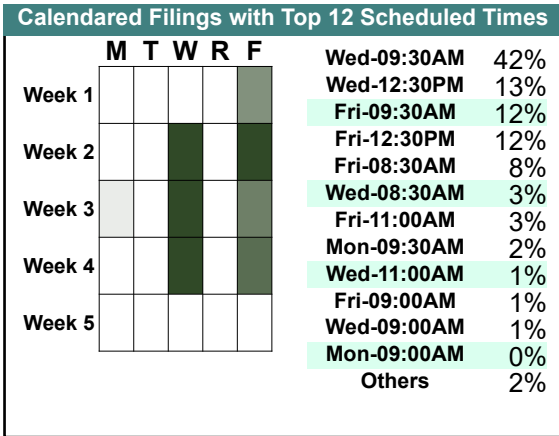 Calendared Filings with Top 12 Scheduled Times
M T W R F
Week 1
Week 2
Week 3
Week 4
Week 5
Wed-09:30AM 42%
Wed-12:30PM 13%
Fri-09:30AM 12%
Fri-12:30PM 12%
Fri-08:30AM 8%
Wed-08:30AM 3%
Fri-11:00AM 3%
Mon-09:30AM 2%
Wed-11:00AM 1%
Fri-09:00AM 1%
Wed-09:00AM 1%
Mon-09:00AM 0%
Others 2%